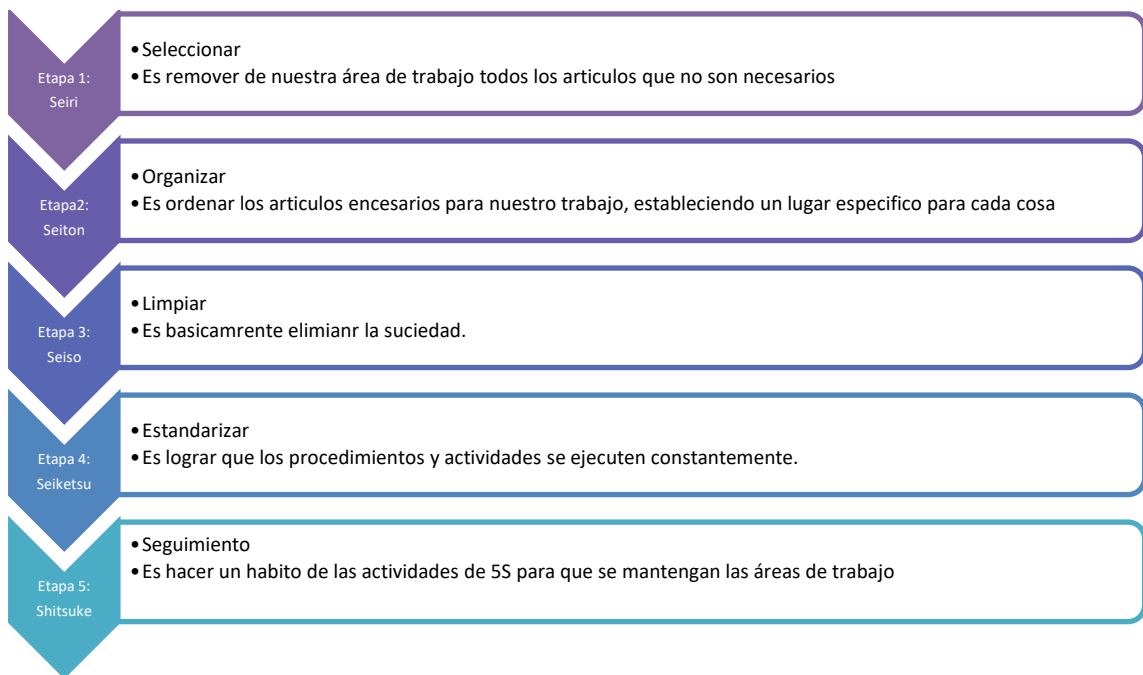 Etapa 1:
Seiri
•Seleccionar
•Es remover de nuestra área de trabajo todos los articulos que no son necesarios
Etapa2:
Seiton
•Organizar
•Es ordenar los articulos encesarios para nuestro trabajo, estableciendo un lugar especifico para cada cosa
Etapa 3:
Seiso
•Limpiar
•Es basicamrente elimianr la suciedad.
Etapa 4:
Seiketsu
•Estandarizar
•Es lograr que los procedimientos y actividades se ejecuten constantemente.
Etapa 5:
Shitsuke
•Seguimiento
•Es hacer un habito de las actividades de 5S para que se mantengan las áreas de trabajo